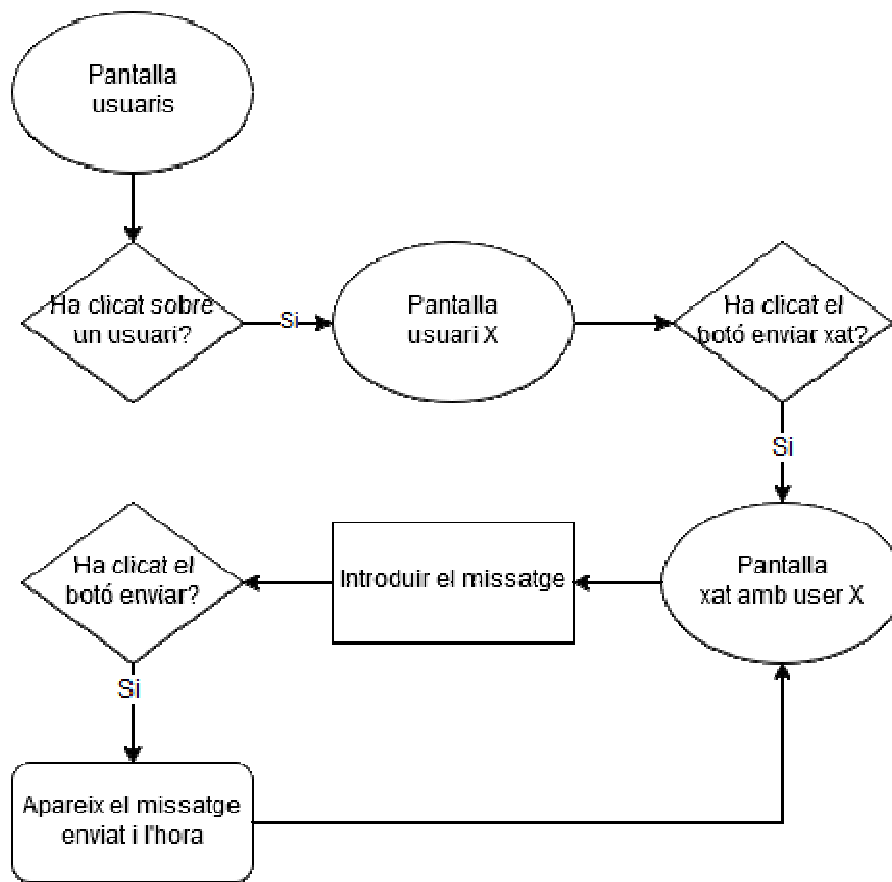 Pantalla
usuaris
Ha clicat sobre
un usuari?
Si
Pantalla
usuari X
Ha clicat el
botó enviar xat?
Si
Pantalla
xat amb user X
Introduir el missatge
Ha clicat el
botó enviar?
Si
Apareix el missatge
enviat i l'hora